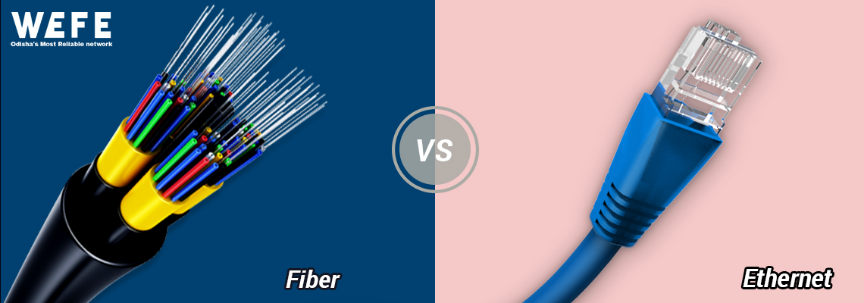 WEFE
Odisha's Most Reliable network
VS
Fiber
Ethernet